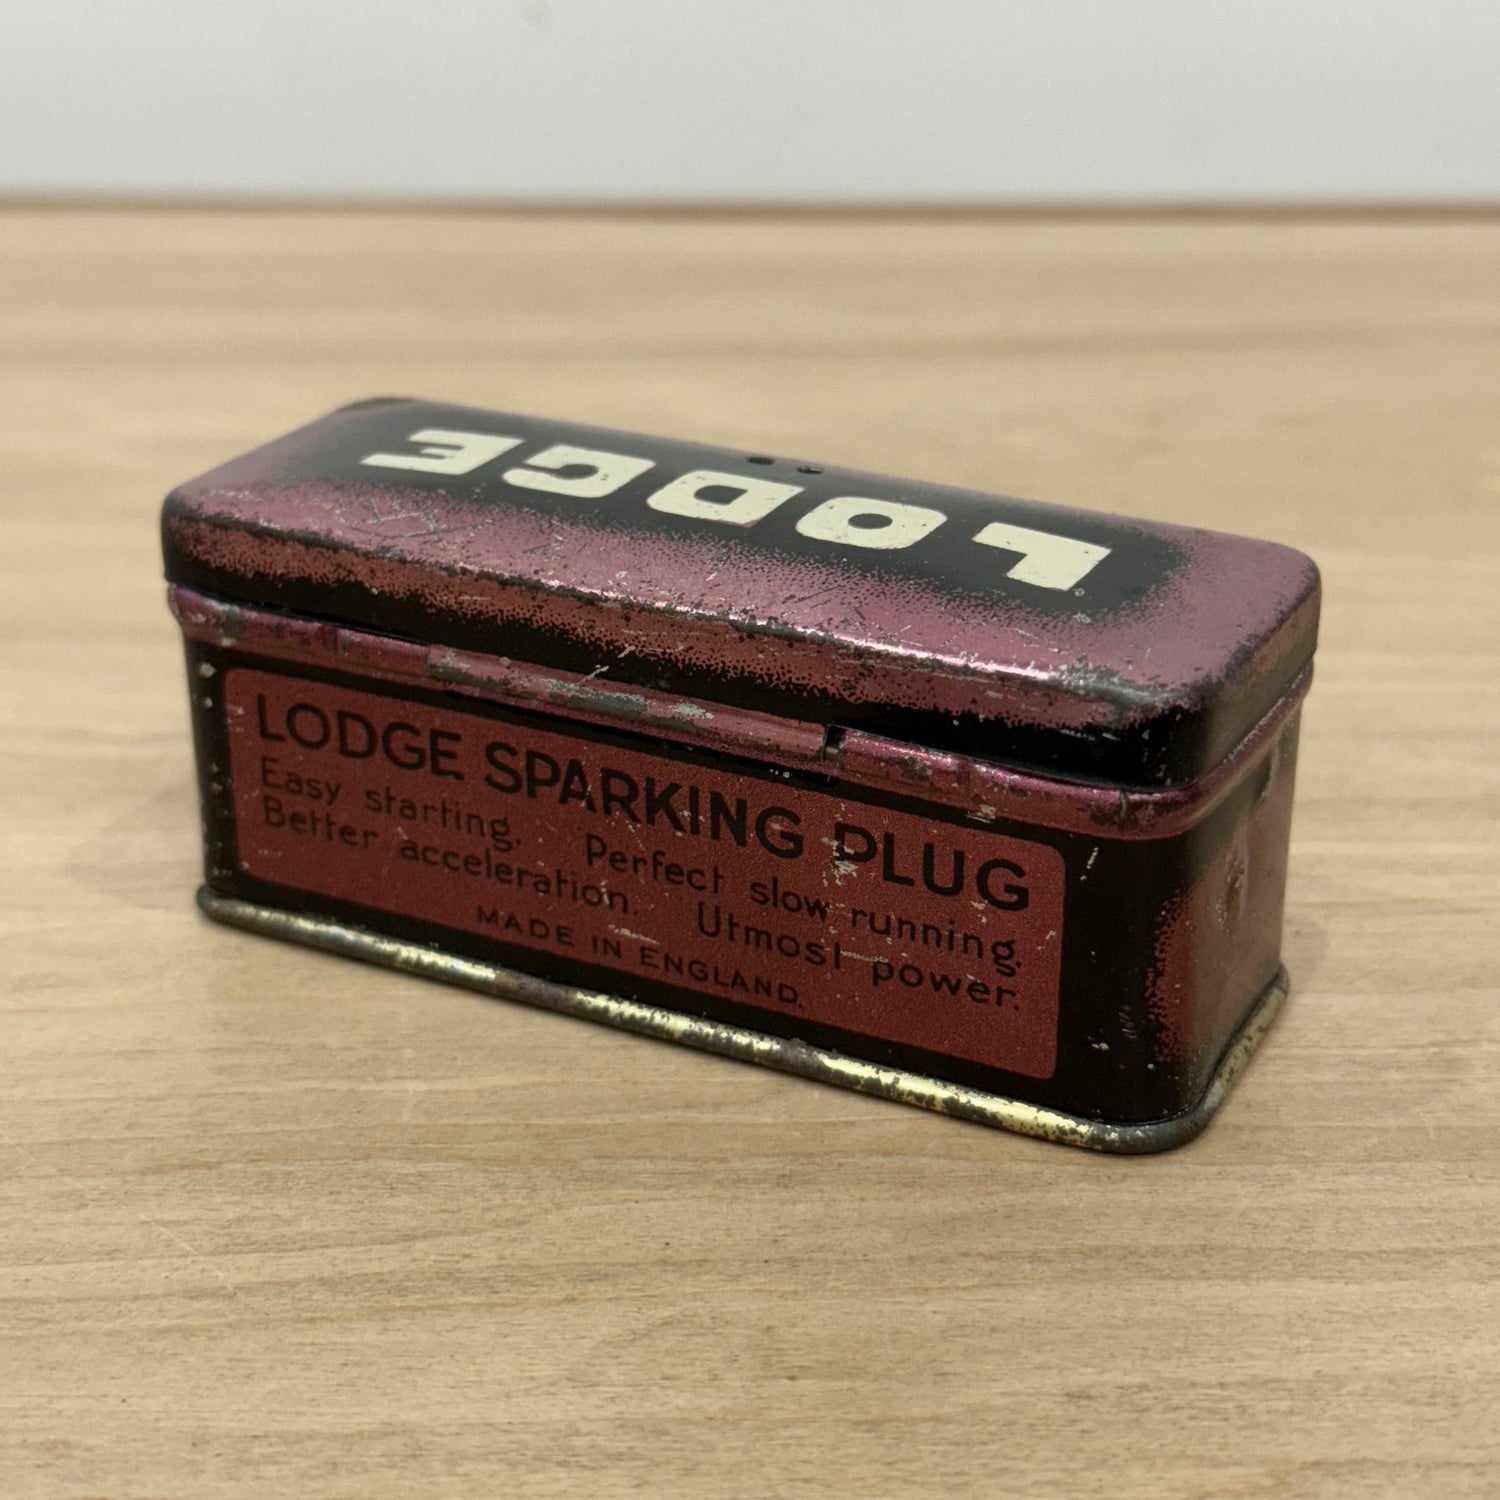 LODGE
LODGE SPARKING PLUG
Easy starting. Perfect slow running.
Better acceleration. Utmost power.
MADE IN ENGLAND.